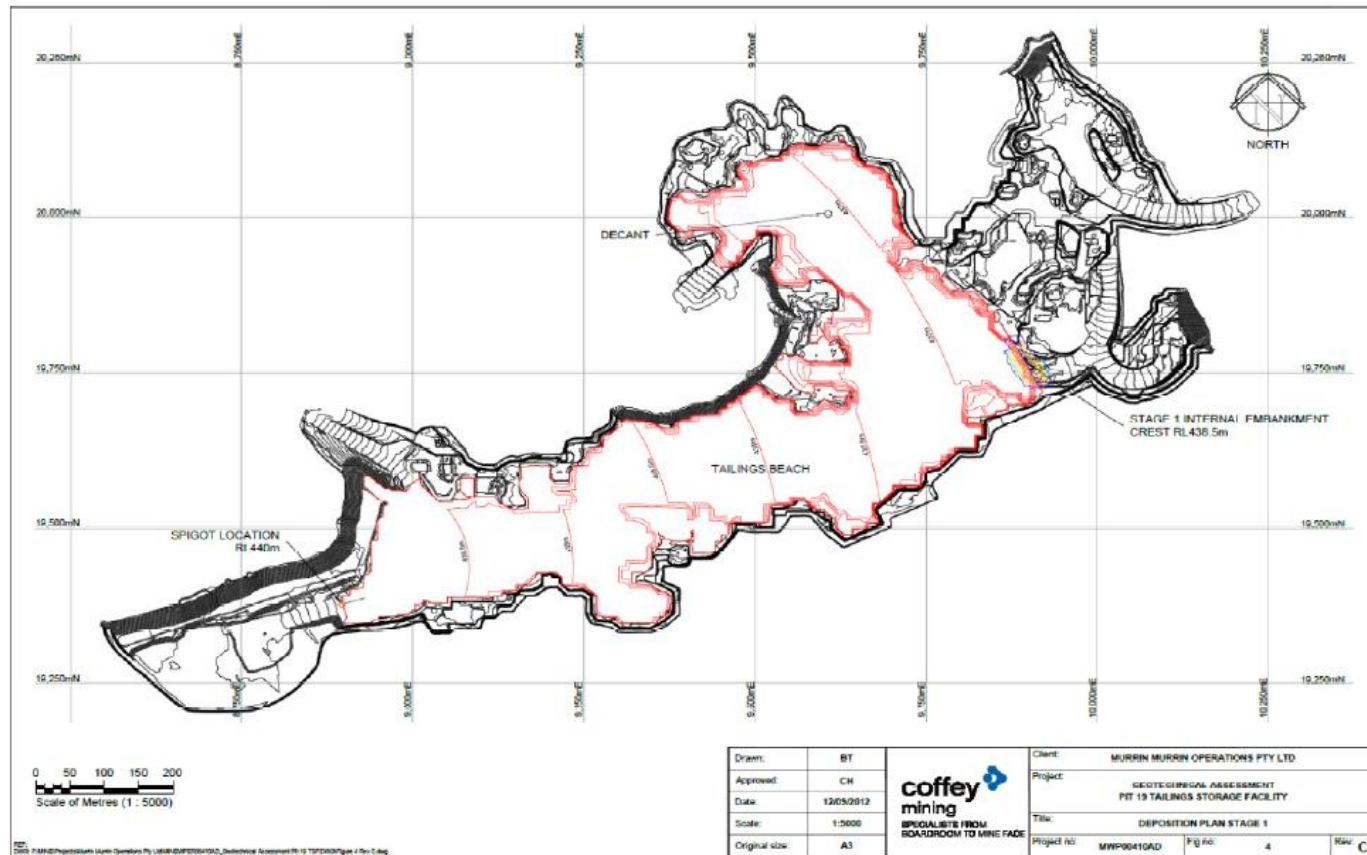 8,750mE
9,000mE
9,250mE
9,500mE
9,750mE
10,000mE
10,250mE
20,250mN
20,250mN
NORTH
20,000mN
20,000mN
DECANT
19,750mN
19,750mN
STAGE 1 INTERNAL EMBANKMENT
CREST RL438.5m
TAILINGS BEACH
19,500mN
19,500mN
SPIGOT LOCATION
RL440m
19,250mN
19,250mN
8,750mE
9,000mE
9,250mE
9,500mE
9,750mE
10,000mE
10,250mE
0 50 100 150 200
Scale of Metres (1 : 5000)
Drawn: BT
Approved: CH
Date: 12/09/2012
Scale: 1:5000
Original size: A3
coffey
mining
SPECIALISTS FROM
BOARDROOM TO MINE FACE
Client: MURRIN MURRIN OPERATIONS PTY LTD
Project: GEOTECHNICAL ASSESSMENT
PIT 19 TAILINGS STORAGE FACILITY
Title: DEPOSITION PLAN STAGE 1
Project no: MWP00410AD Fig no: 4 Rev: C
REF: